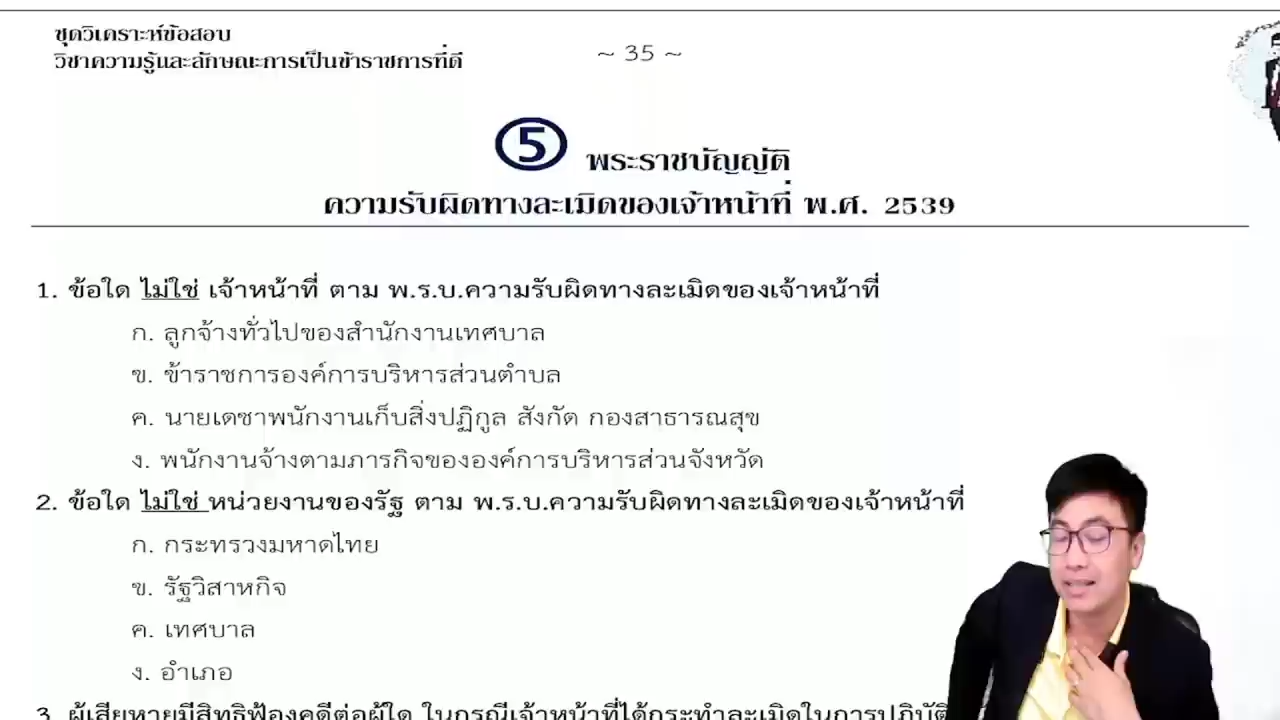 ชุดวิเคราะห์ข้อสอบ
วิชาความรู้และลักษณะการเป็นข้าราชการที่ดี
~ 35 ~
5 พระราชบัญญัติ
ความรับผิดทางละเมิดของเจ้าหน้าที่ พ.ศ. 2539
1. ข้อใด ไม่ใช่ เจ้าหน้าที่ ตาม พ.ร.บ.ความรับผิดทางละเมิดของเจ้าหน้าที่
ก. ลูกจ้างทั่วไปของสำนักงานเทศบาล
ข. ข้าราชการองค์การบริหารส่วนตำบล
ค. นายเดชาพนักงานเก็บสิ่งปฏิกูล สังกัด กองสาธารณสุข
ง. พนักงานจ้างตามภารกิจขององค์การบริหารส่วนจังหวัด
2. ข้อใด ไม่ใช่ หน่วยงานของรัฐ ตาม พ.ร.บ.ความรับผิดทางละเมิดของเจ้าหน้าที่
ก. กระทรวงมหาดไทย
ข. รัฐวิสาหกิจ
ค. เทศบาล
ง. อำเภอ
3. ผู้เสียหายมีสิทธิฟ้องคดีต่อผู้ใด ในกรณีเจ้าหน้าที่ได้กระทำละเมิดในการปฏิบัติ